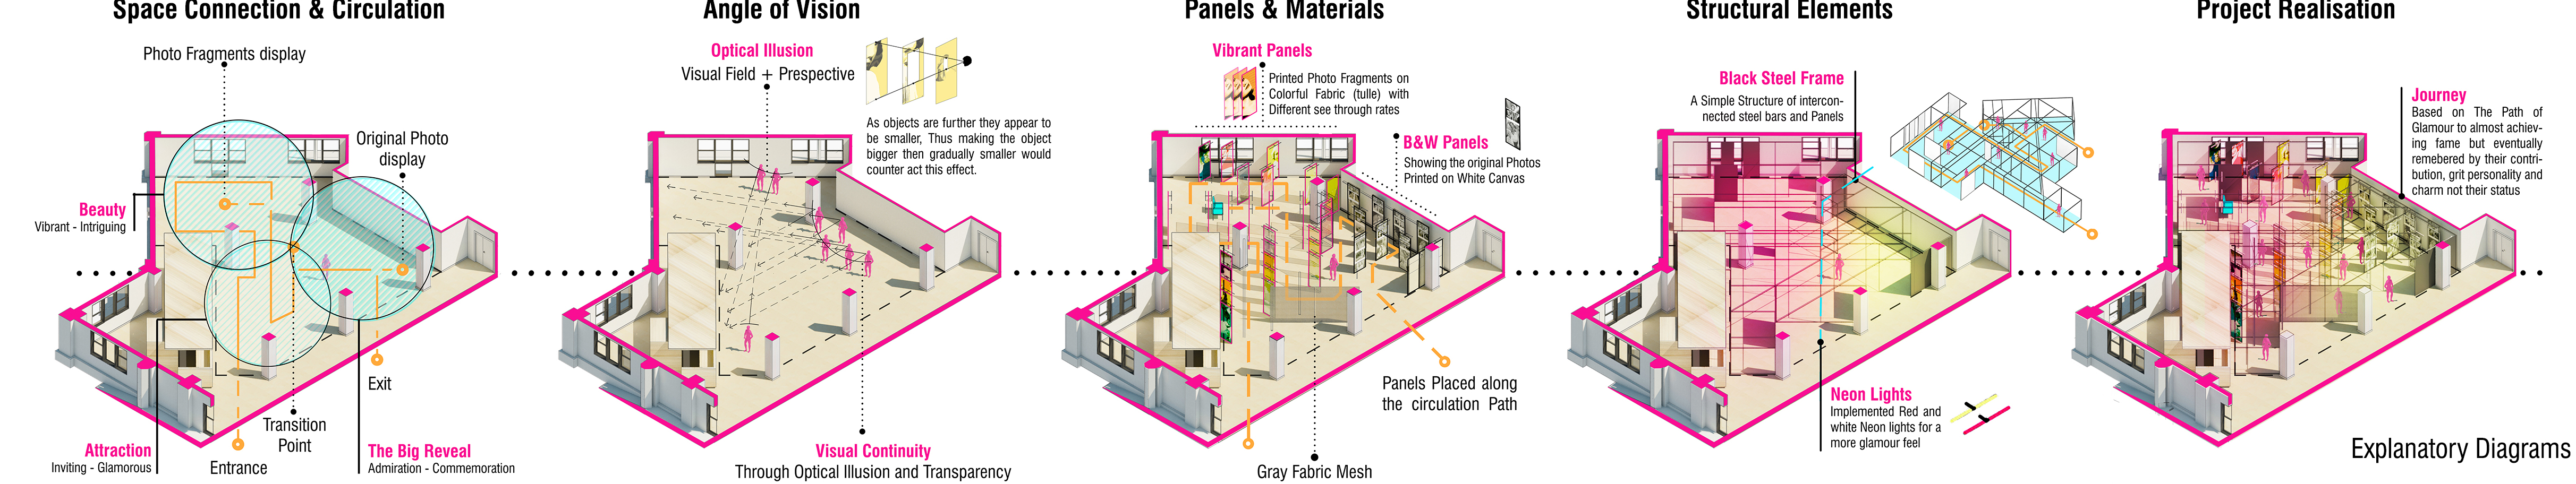 Space Connection & Circulation
Photo Fragments display
Original Photo
display
Beauty
Vibrant - Intriguing
Attraction
Inviting - Glamorous
Entrance
Transition
Point
Exit
The Big Reveal
Admiration - Commemoration
Angle of Vision
Optical Illusion
Visual Field + Prespective
As objects are further they appear to
be smaller, Thus making the object
bigger then gradually smaller would
counter act this effect.
Visual Continuity
Through Optical Illusion and Transparency
Panels & Materials
Vibrant Panels
Printed Photo Fragments on
Colorful Fabric (tulle) with
Different see through rates
B&W Panels
Showing the original Photos
Printed on White Canvas
Panels Placed along
the circulation Path
Gray Fabric Mesh
Structural Elements
Black Steel Frame
A Simple Structure of intercon-
nected steel bars and Panels
Neon Lights
Implemented Red and
white Neon lights for a
more glamour feel
Project Realisation
Journey
Based on The Path of
Glamour to almost achiev-
ing fame but eventually
remebered by their contri-
bution, grit personality and
charm not their status
Explanatory Diagrams